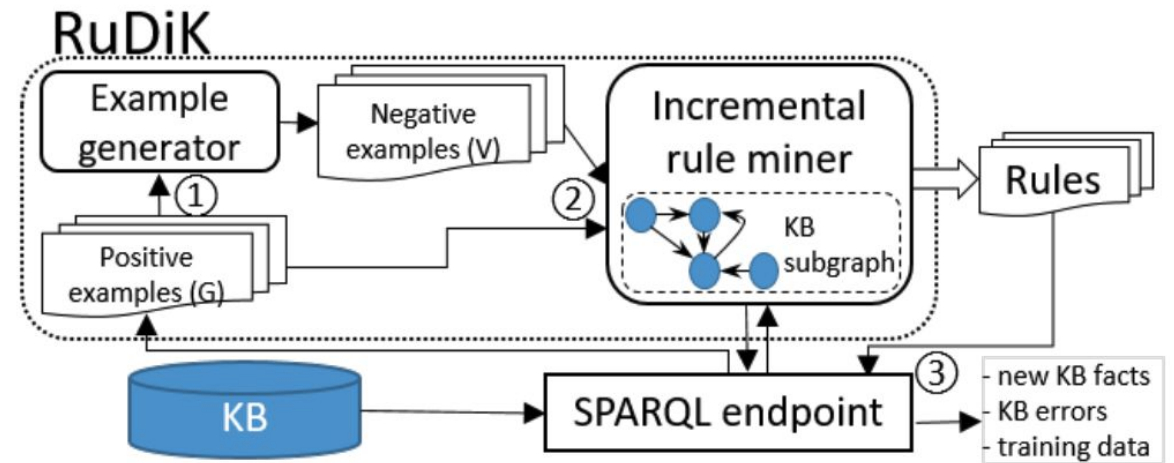 RuDiK
Example
generator
Negative
examples (V)
Incremental
rule miner
Rules
①
②
KB
subgraph
Positive
examples (G)
KB
SPARQL endpoint
③
- new KB facts
- KB errors
- training data